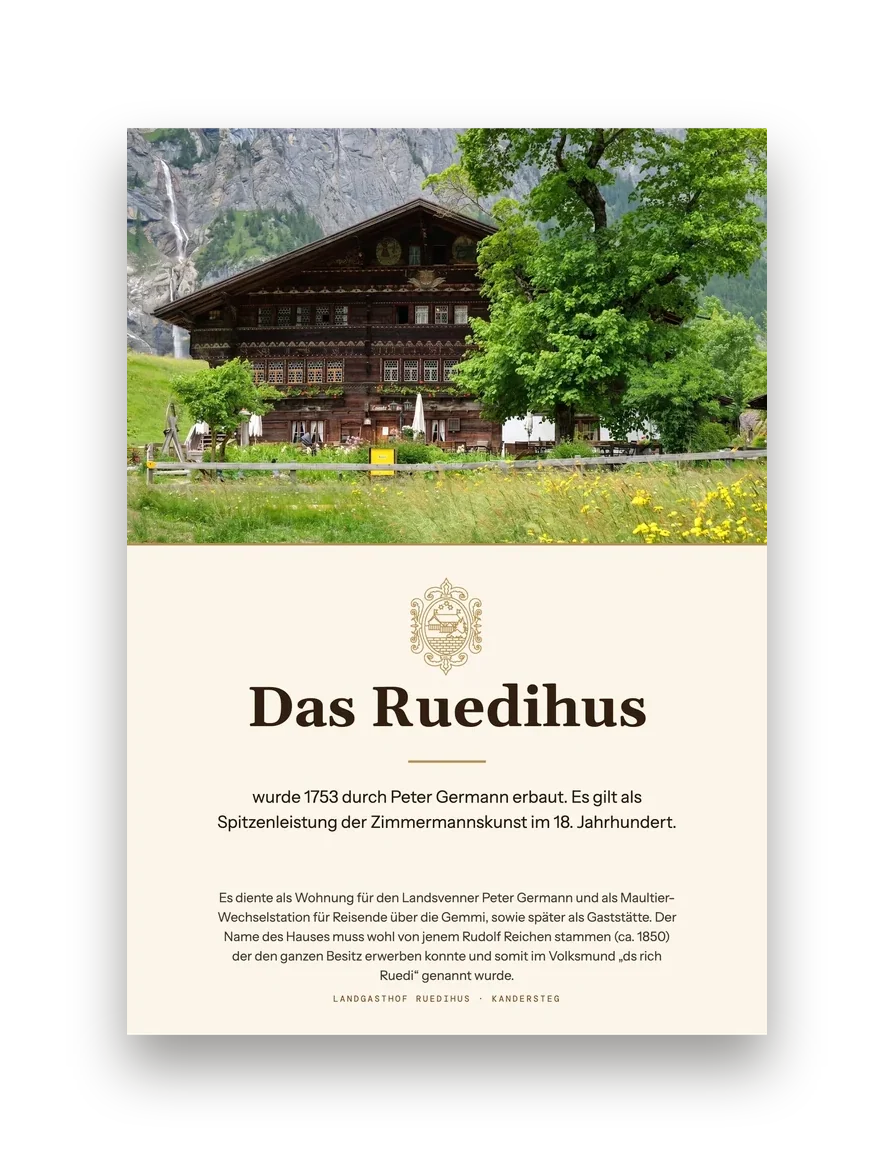 Das Ruedihus
wurde 1753 durch Peter Germann erbaut. Es gilt als
Spitzenleistung der Zimmermannskunst im 18. Jahrhundert.
Es diente als Wohnung für den Landsvenner Peter Germann und als Maultier-
Wechselstation für Reisende über die Gemmi, sowie später als Gaststätte. Der
Name des Hauses muss wohl von jenem Rudolf Reichen stammen (ca. 1850)
der den ganzen Besitz erwerben konnte und somit im Volksmund „ds rich
Ruedi“ genannt wurde.
LANDGASTHOF RUEDIHUS · KANDERSTEG